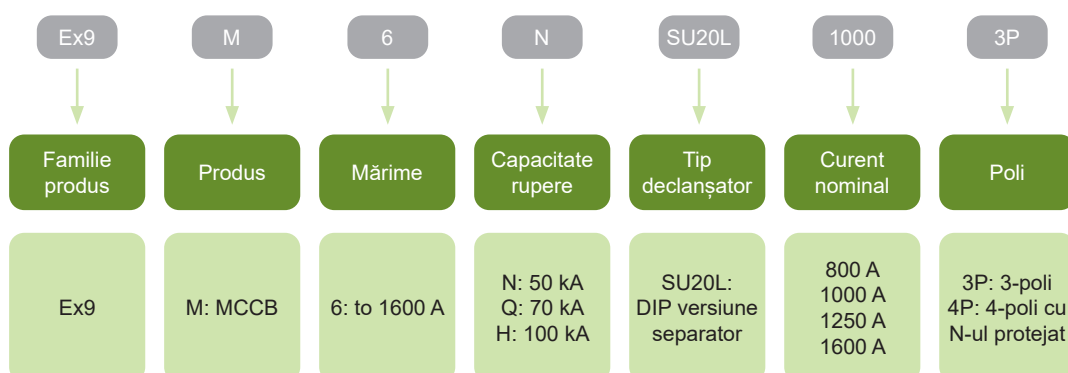 Ex9
M
6
N
SU20L
1000
3P
Familie
produs
Produs
Mărime
Capacitate
rupere
Tip
declanșator
Curent
nominal
Poli
Ex9
M: MCCB
6: to 1600 A
N: 50 kA
Q: 70 kA
H: 100 kA
SU20L:
DIP versiune
separator
800 A
1000 A
1250 A
1600 A
3P: 3-poli
4P: 4-poli cu
N-ul protejat